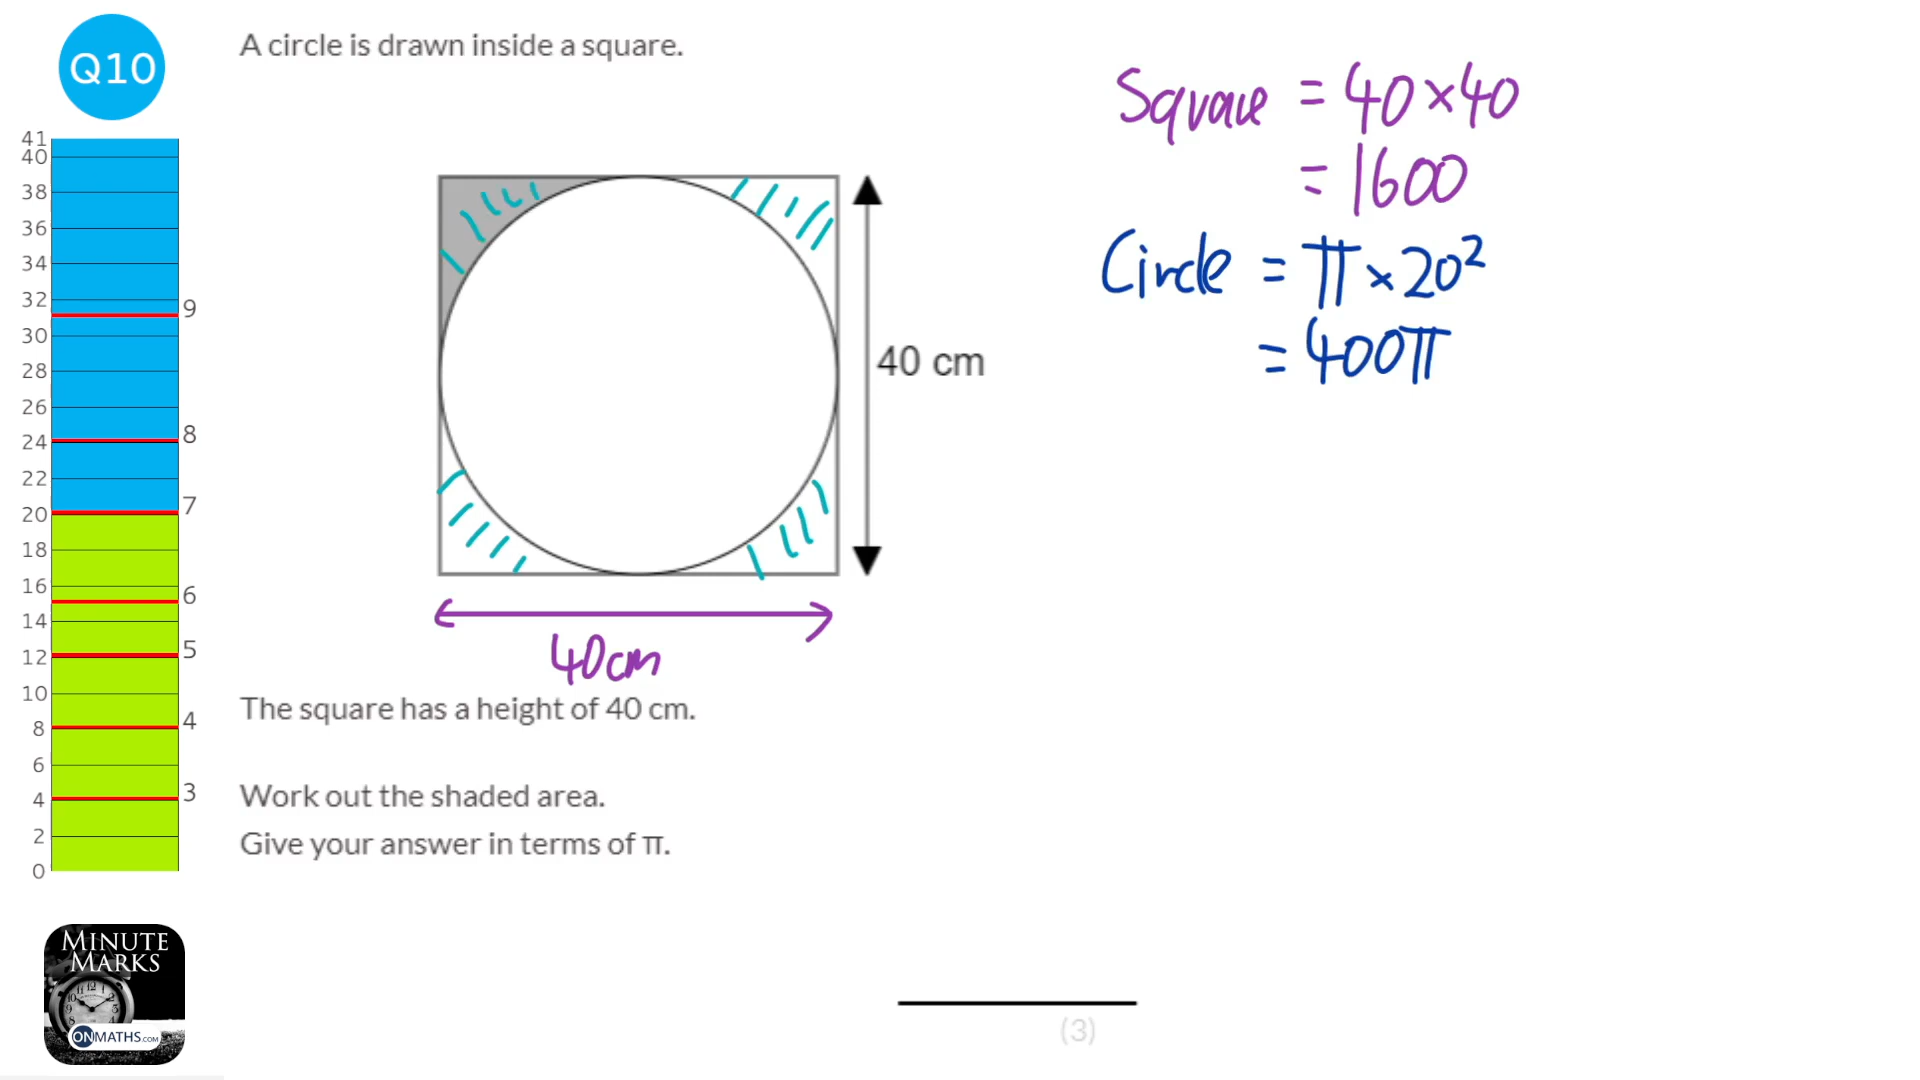 Q10
A circle is drawn inside a square.
Square = 40 × 40
= 1600
Circle = π × 20²
= 400π
40 cm
40cm
The square has a height of 40 cm.
Work out the shaded area.
Give your answer in terms of π.
(3)
41
40
38
36
34
32
30
28
26
24
22
20
18
16
14
12
10
8
6
4
2
0
9
8
7
6
5
4
3
MINUTE
MARKS
ONMATHS.COM